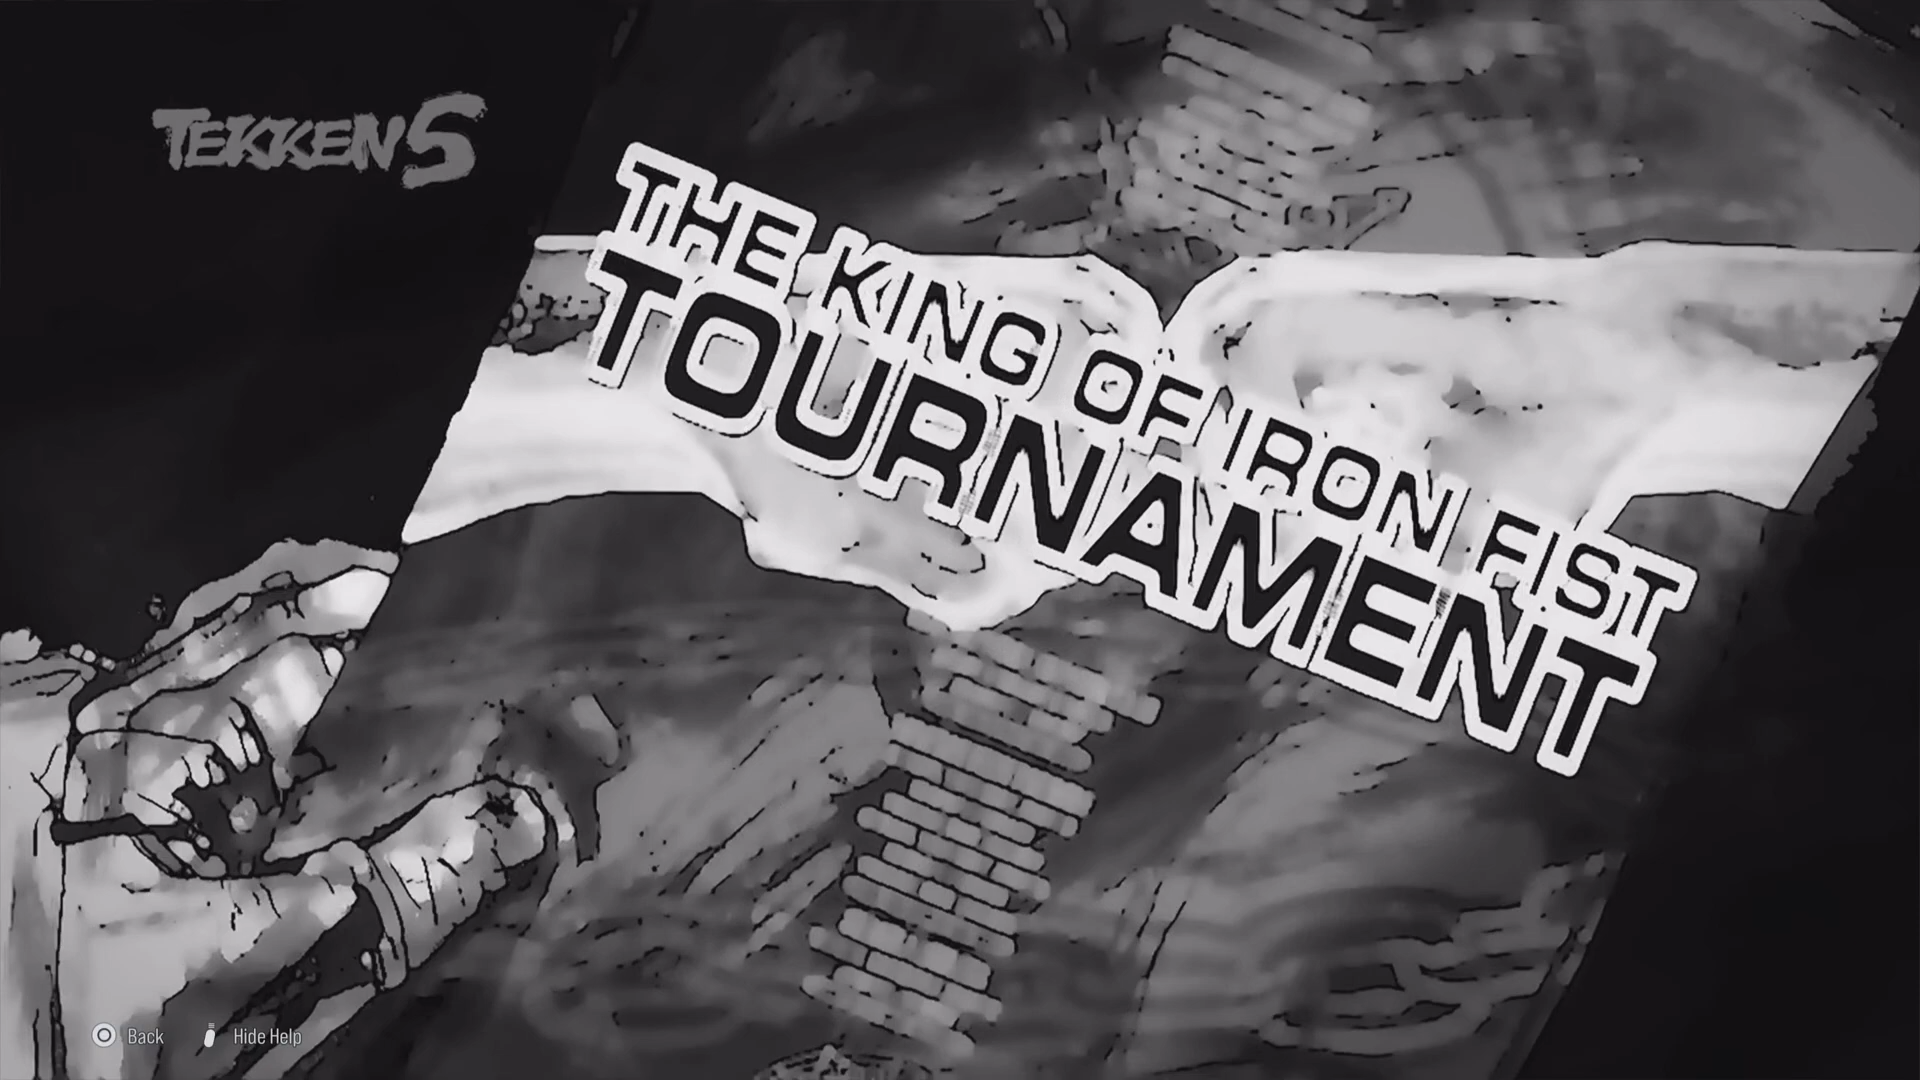 TEKKEN 5
THE KING OF IRON FIST
TOURNAMENT
Back
Hide Help